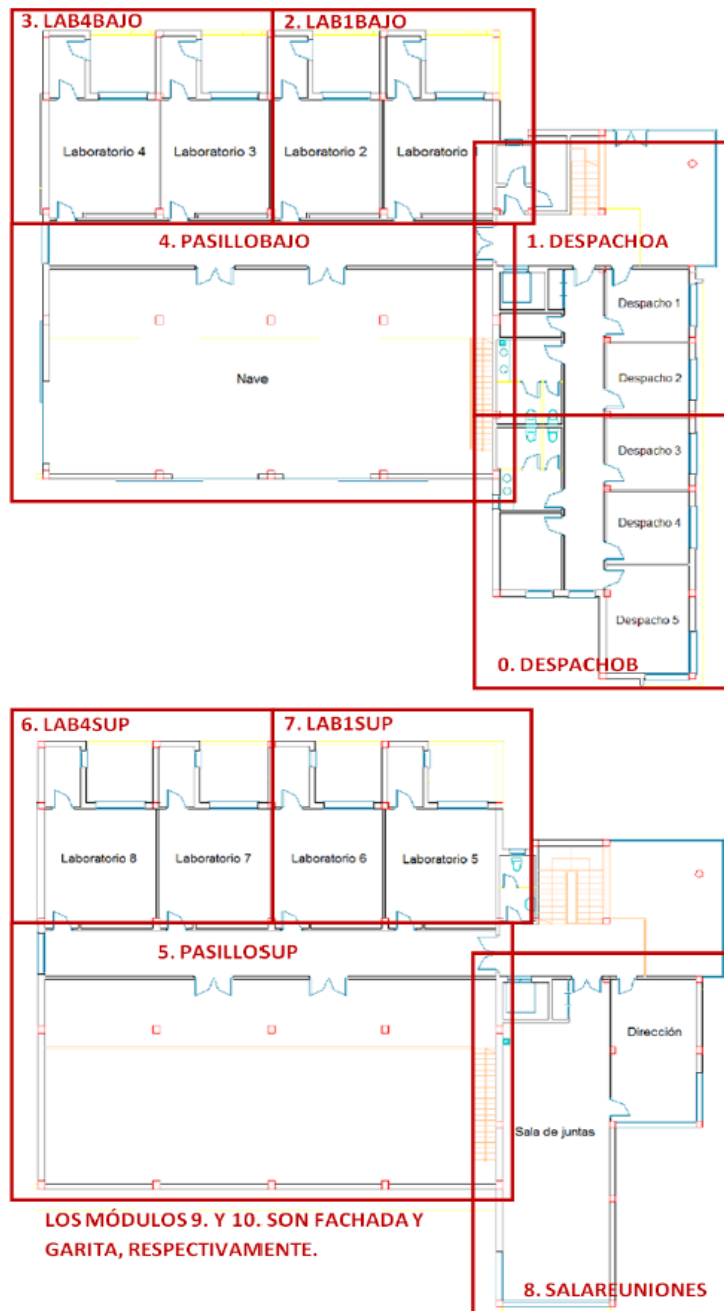 3. LAB4BAJO
2. LAB1BAJO
Laboratorio 4
Laboratorio 3
Laboratorio 2
Laboratorio 1
4. PASILLOBAJO
1. DESPACHOA
Despacho 1
Nave
Despacho 2
Despacho 3
Despacho 4
Despacho 5
0. DESPACHOB
6. LAB4SUP
7. LAB1SUP
Laboratorio 8
Laboratorio 7
Laboratorio 6
Laboratorio 5
5. PASILLOSUP
Dirección
Sala de juntas
LOS MÓDULOS 9. Y 10. SON FACHADA Y
GARITA, RESPECTIVAMENTE.
8. SALAREUNIONES